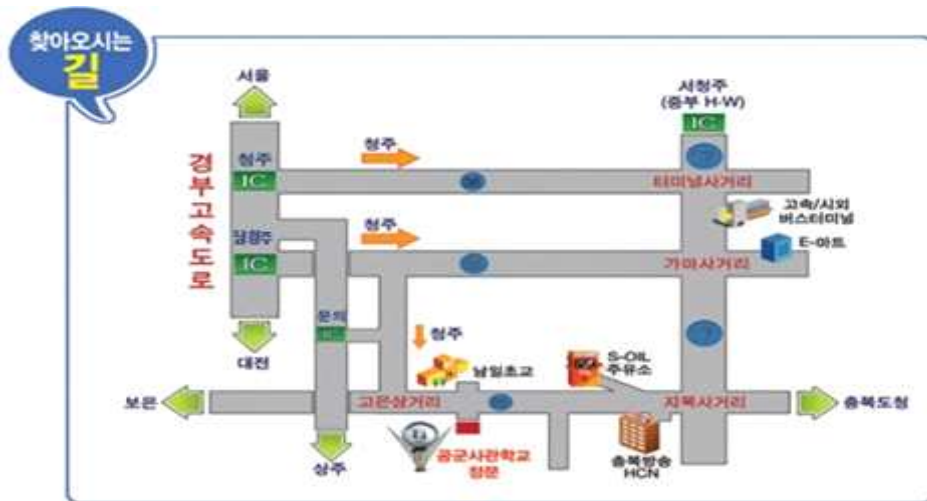 찾아오시는
길
서울
서청주
(중부 H-W)
IC
청주
경부고속도로
청주
IC
터미널사거리
고속/시외
버스터미널
청주
E-마트
IC
가마사거리
문의
청주
대전
남일초교
S-OIL
주유소
보은
고은삼거리
지북사거리
충북도청
상주
공군사관학교
정문
충북방송
HCN